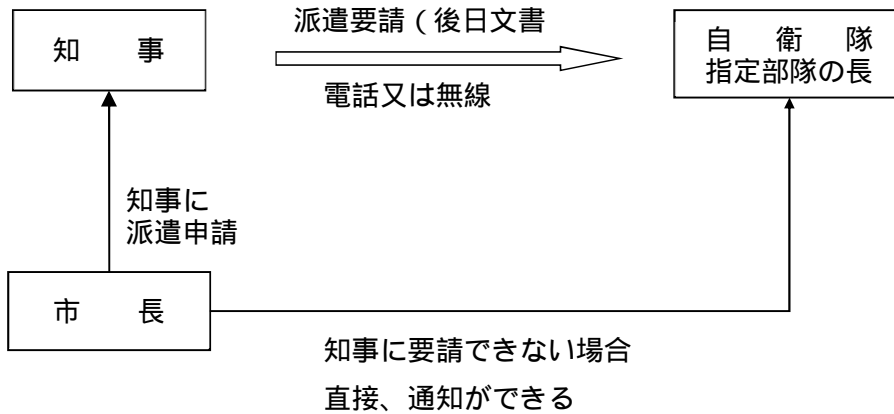 派遣要請（後日文書
知　　事
自　衛　隊
指定部隊の長
電話又は無線
知事に
派遣申請
市　　長
知事に要請できない場合
直接、通知ができる